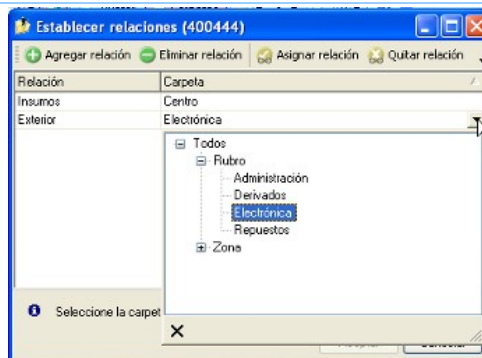 Establecer relaciones (400444)
Agregar relación Eliminar relación Asignar relación Quitar relación
Relación Carpeta
Insumos Centro
Exterior Electrónica
Todos
Rubro
Administración
Derivados
Electrónica
Repuestos
Zona
Seleccione la carpet